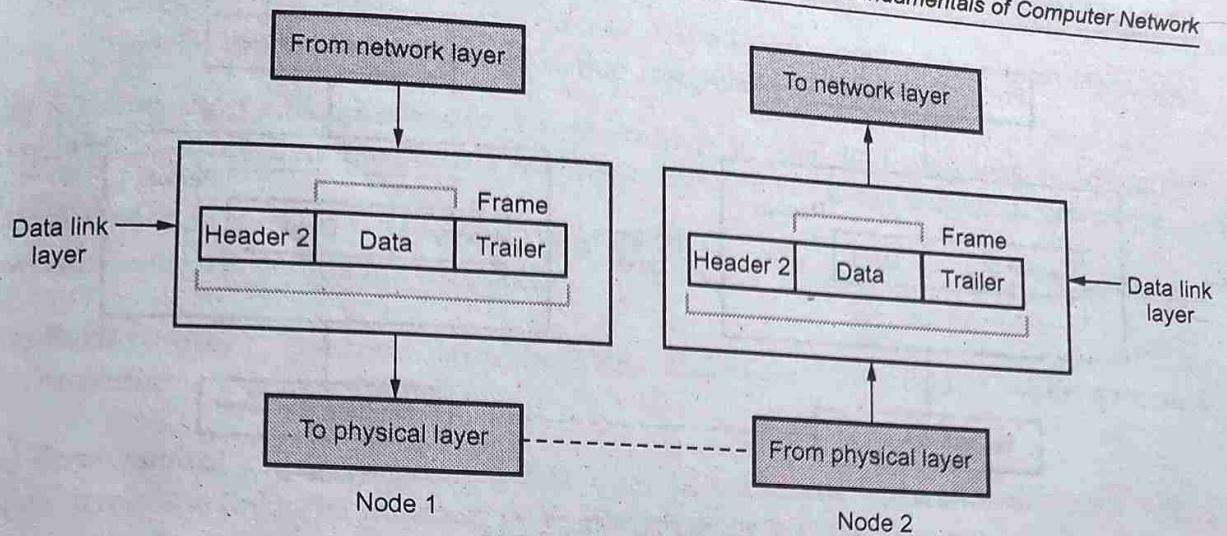 of Computer Network
From network layer
To network layer
Data link
layer
Frame
Header 2 Data Trailer
Frame
Header 2 Data Trailer
Data link
layer
To physical layer
From physical layer
Node 1
Node 2